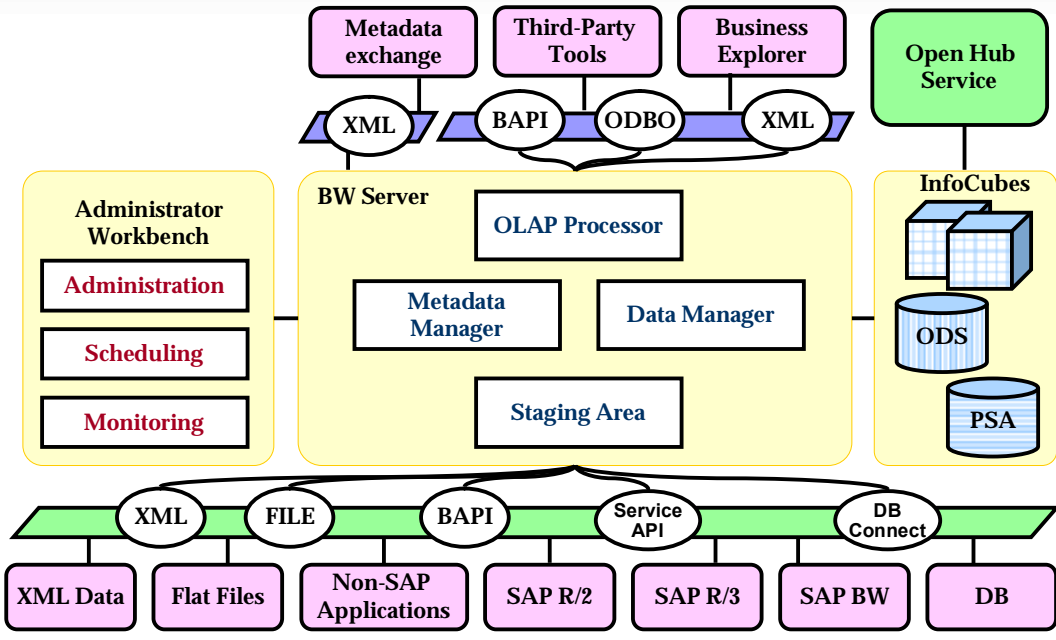 Metadata
exchange
Third-Party
Tools
Business
Explorer
Open Hub
Service
XML
BAPI
ODBO
XML
Administrator
Workbench
Administration
Scheduling
Monitoring
BW Server
OLAP Processor
Metadata
Manager
Data Manager
Staging Area
InfoCubes
ODS
PSA
XML
FILE
BAPI
Service
API
DB
Connect
XML Data
Flat Files
Non-SAP
Applications
SAP R/2
SAP R/3
SAP BW
DB